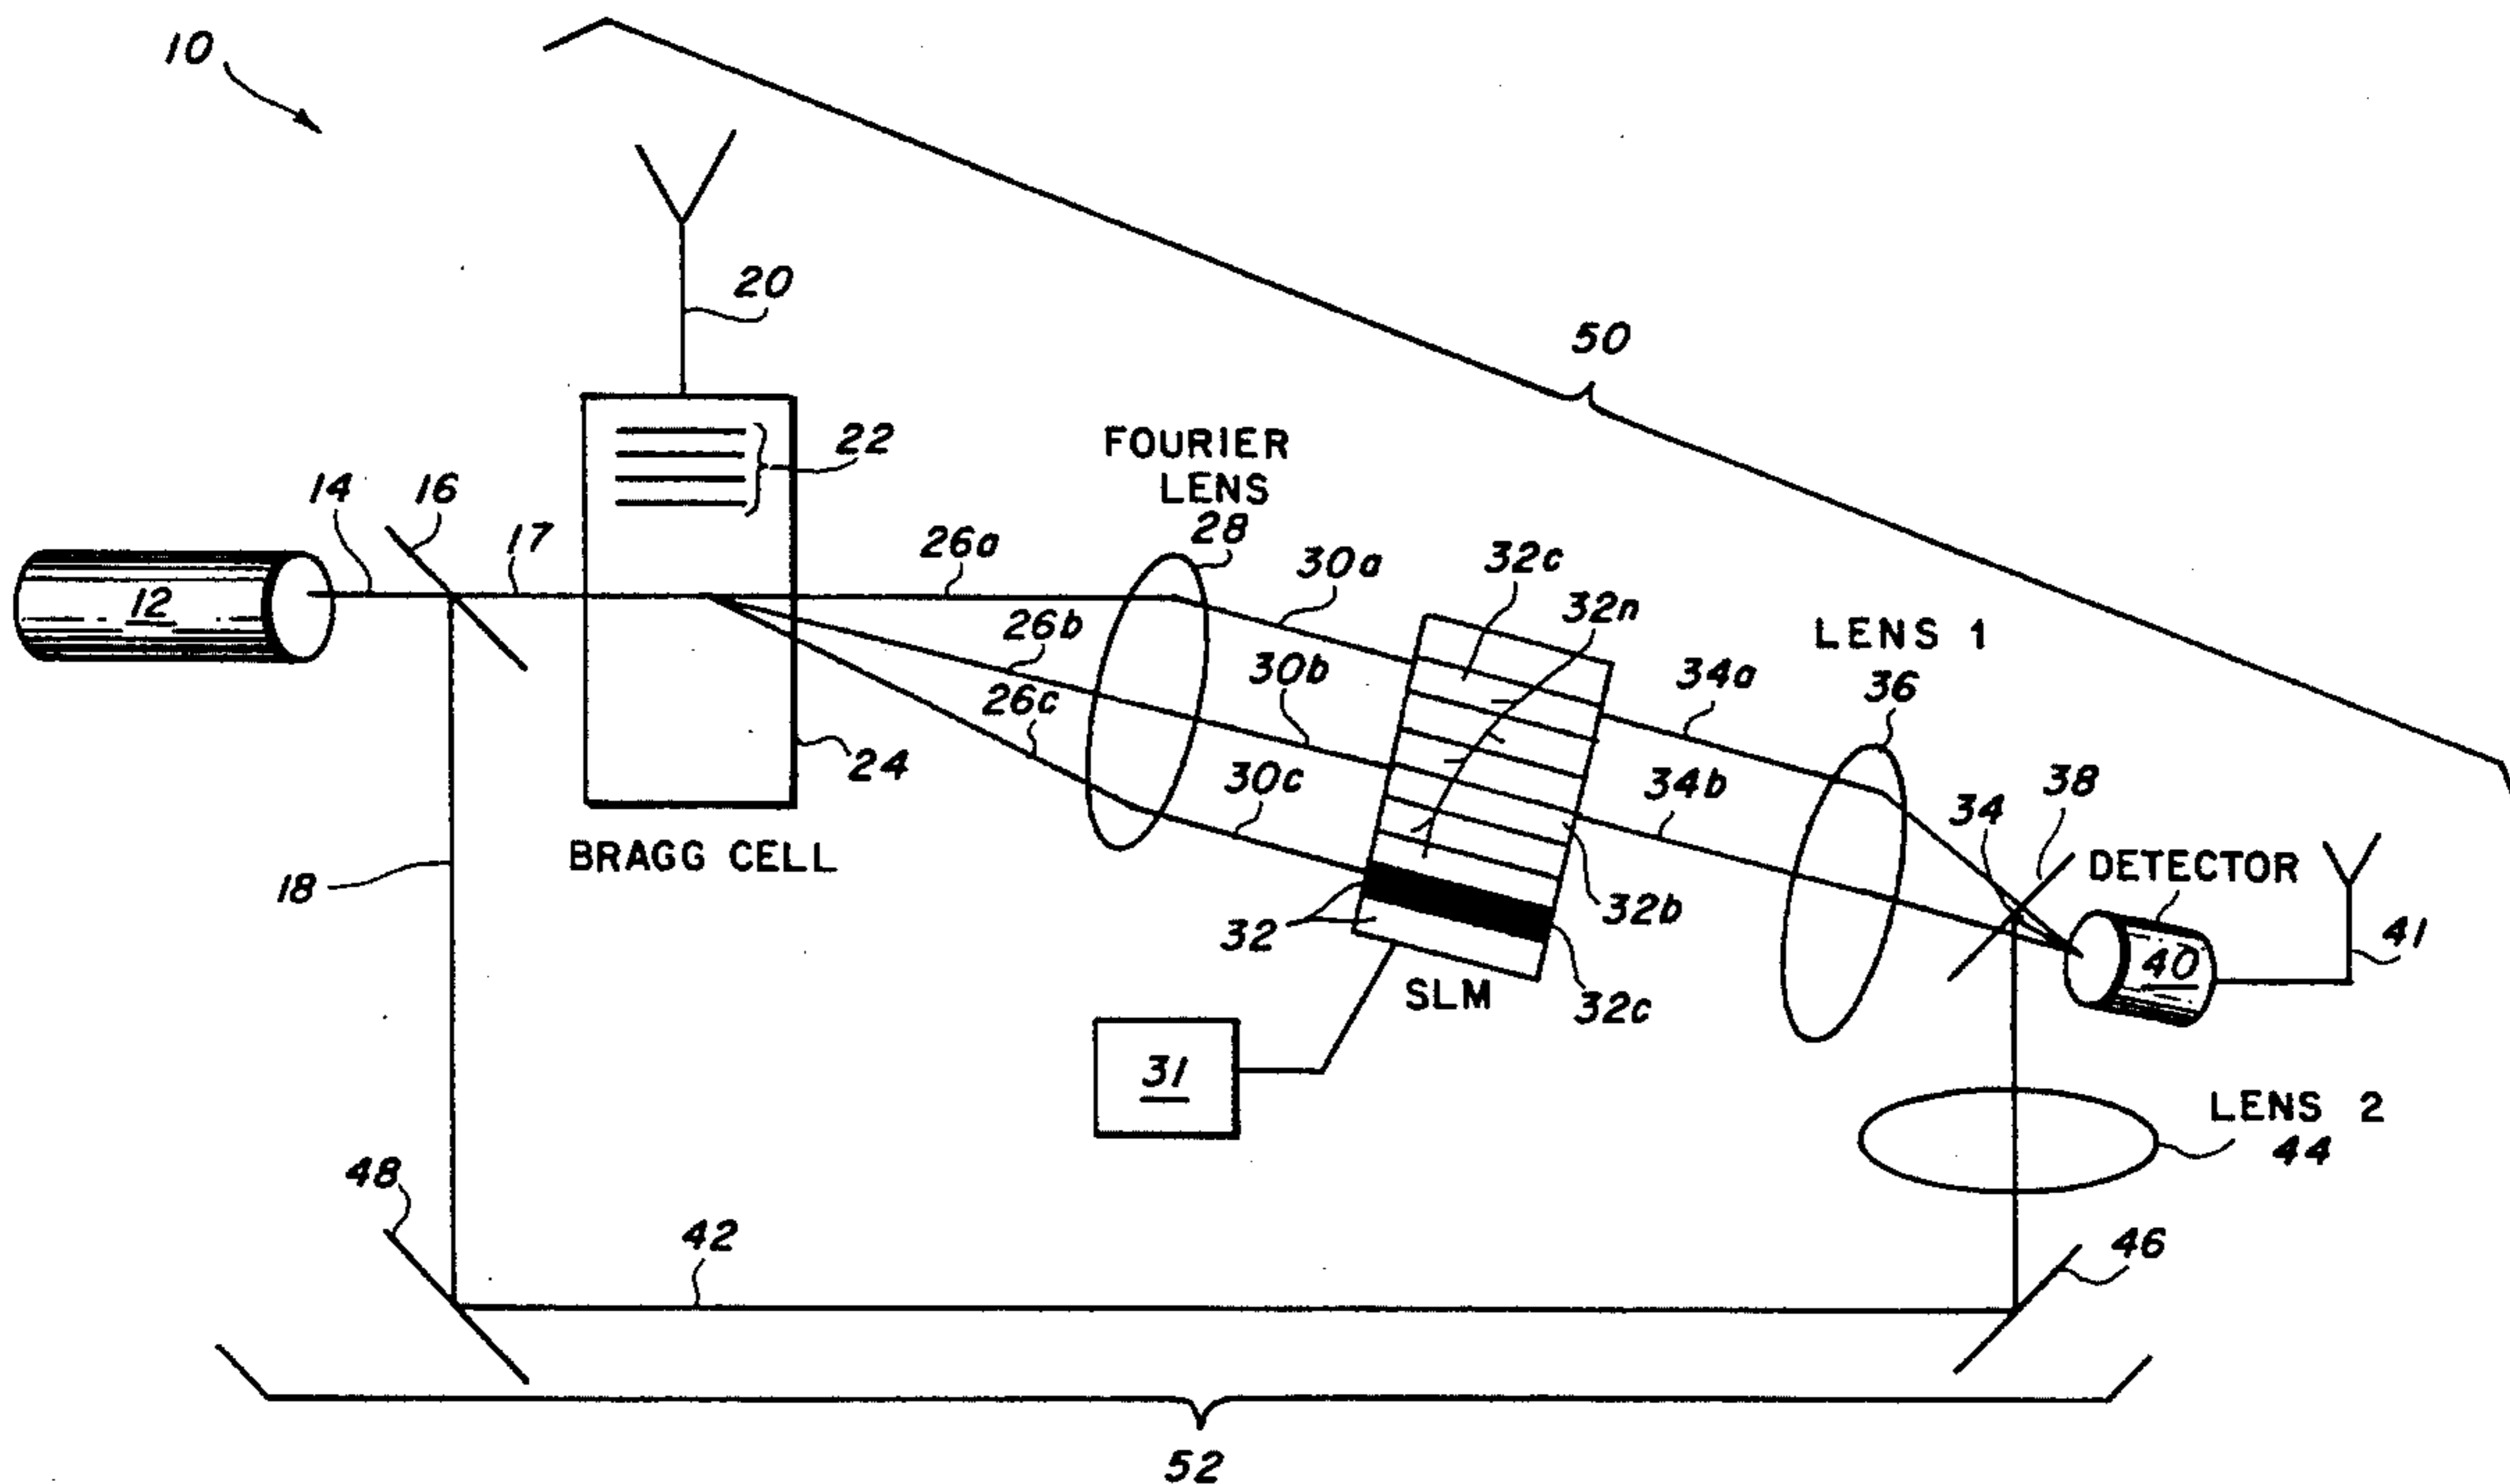 10
50
20
22
FOURIER
LENS
28
14
16
17
26a
30a
32c
32n
12
26b
30b
LENS 1
36
34a
26c
24
30c
34b
34
38
DETECTOR
BRAGG CELL
18
32
32b
41
40
SLM
32c
31
LENS 2
44
48
42
46
52